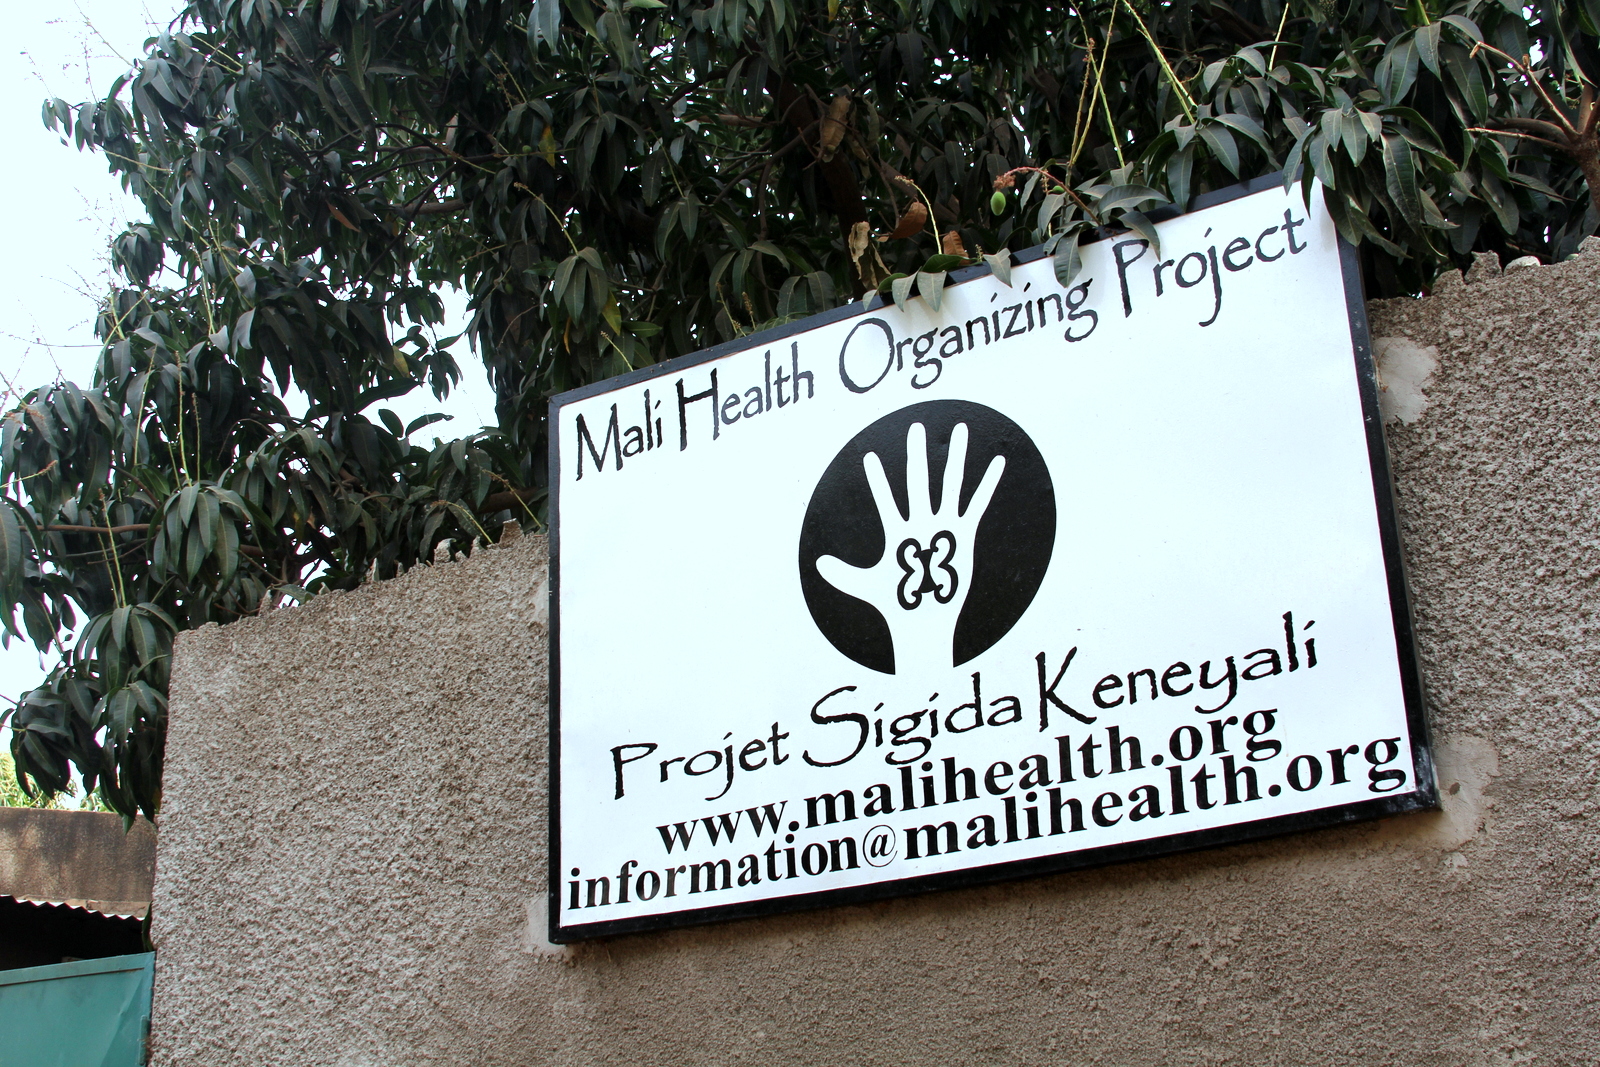 Mali Health Organizing Project
Projet Sigida Keneyali
www.malihealth.org
information@malihealth.org